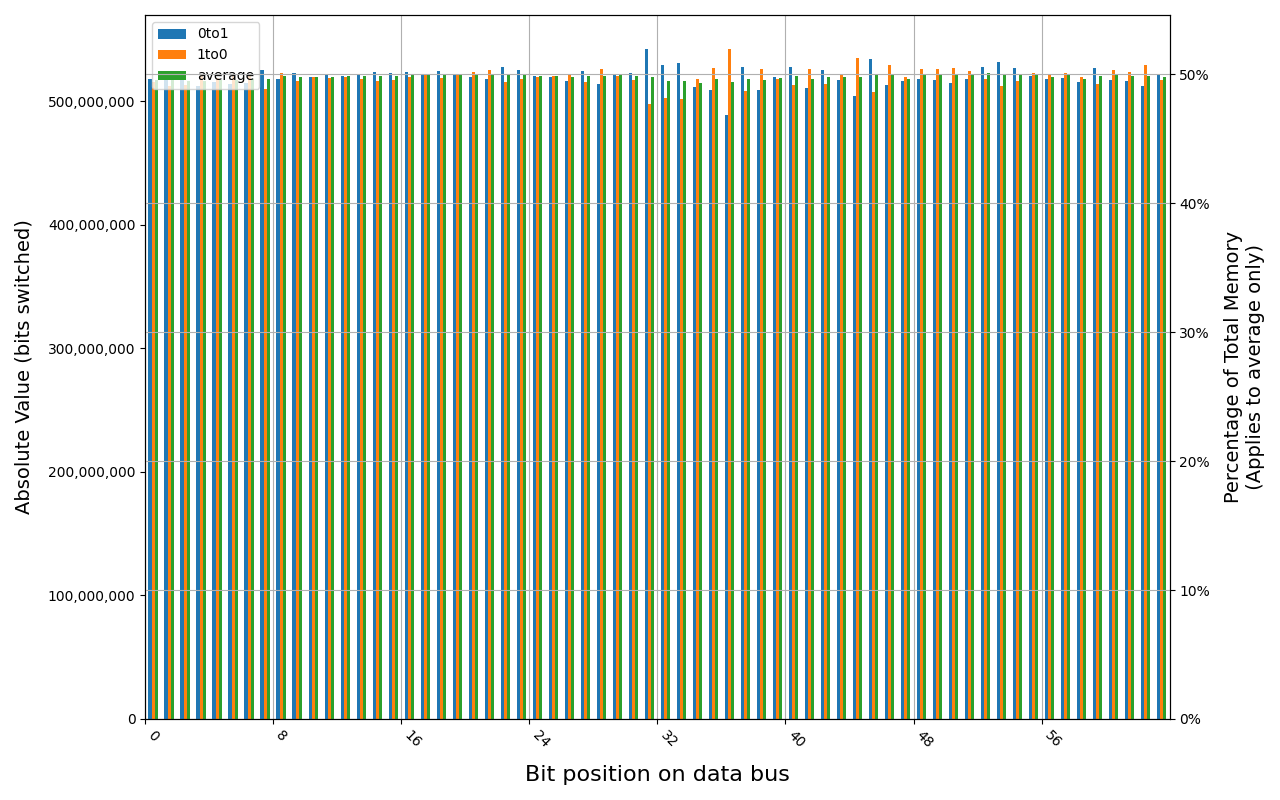 0to1
1to0
average
500,000,000
400,000,000
300,000,000
200,000,000
100,000,000
0
50%
40%
30%
20%
10%
0%
0
8
16
24
32
40
48
56
Absolute Value (bits switched)
Percentage of Total Memory
(Applies to average only)
Bit position on data bus